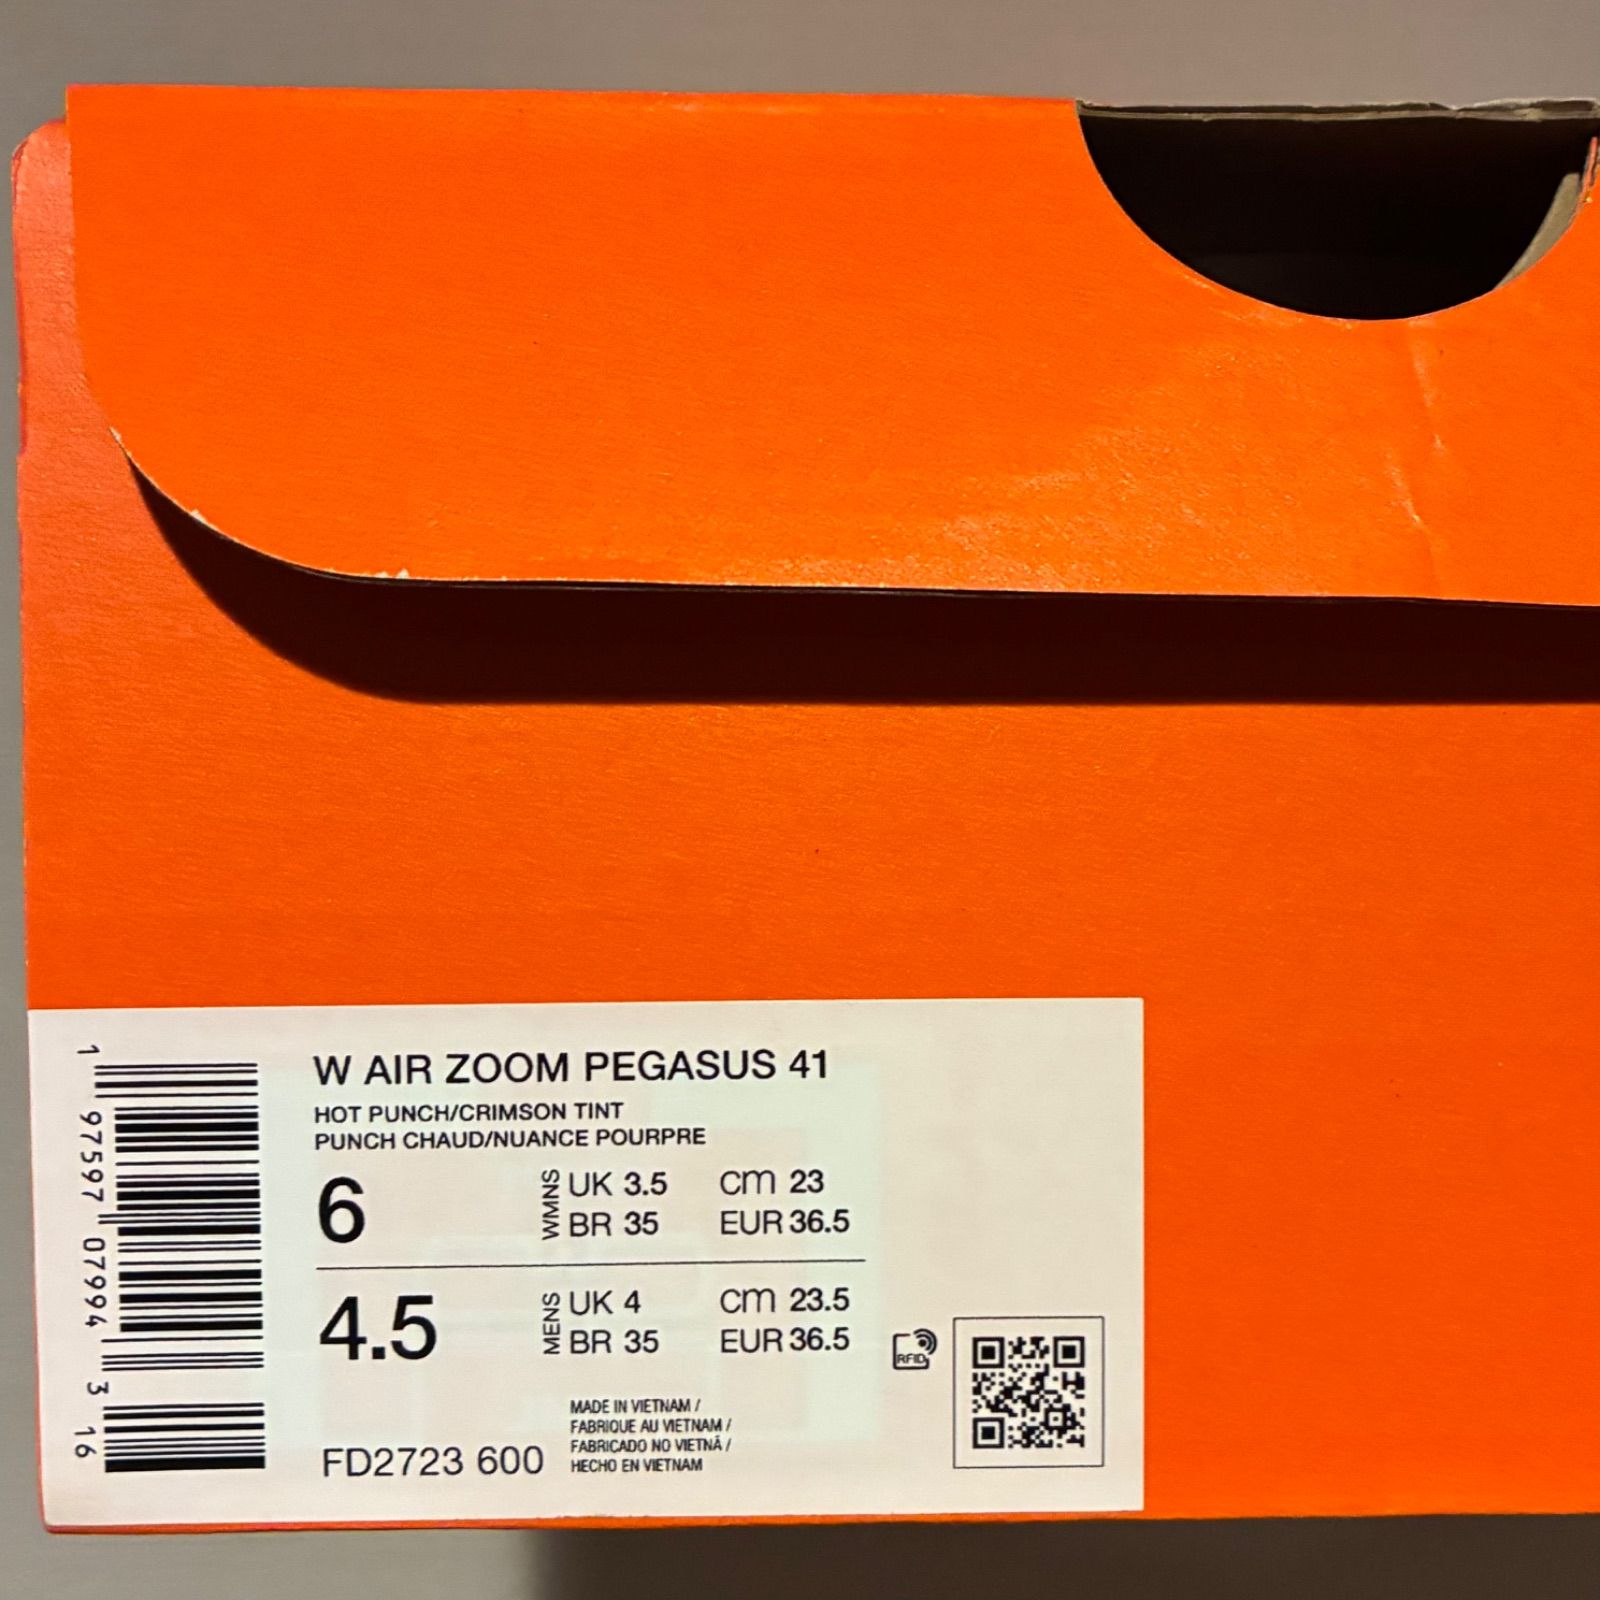 W AIR ZOOM PEGASUS 41
HOT PUNCH/CRIMSON TINT
PUNCH CHAUD/NUANCE POURPRE
6 WMNS UK 3.5 CM 23
BR 35 EUR 36.5
4.5 MENS UK 4 CM 23.5
BR 35 EUR 36.5
MADE IN VIETNAM /
FABRIQUE AU VIETNAM /
FABRICADO NO VIETNÃ /
HECHO EN VIETNAM
FD2723 600
RFID
1 97597 07994 3 16